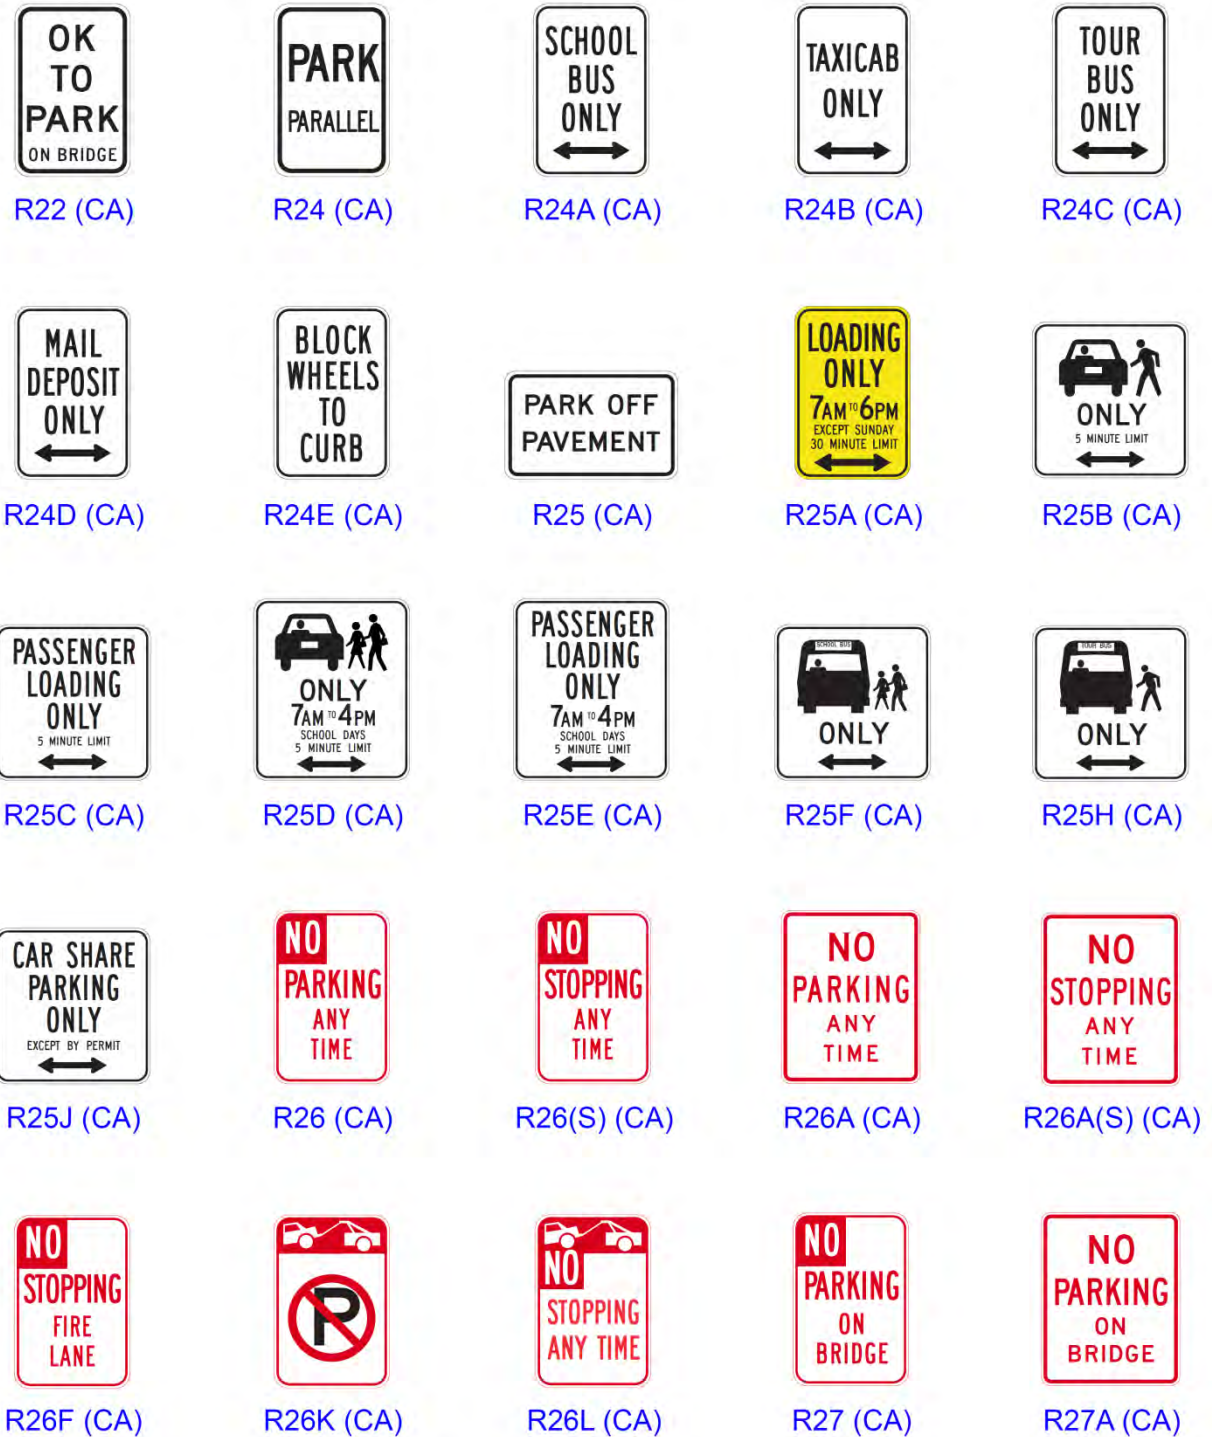 OK
TO
PARK
ON BRIDGE
R22 (CA)
PARK
PARALLEL
R24 (CA)
SCHOOL
BUS
ONLY
R24A (CA)
TAXICAB
ONLY
R24B (CA)
TOUR
BUS
ONLY
R24C (CA)
MAIL
DEPOSIT
ONLY
R24D (CA)
BLOCK
WHEELS
TO
CURB
R24E (CA)
PARK OFF
PAVEMENT
R25 (CA)
LOADING
ONLY
7AM TO 6PM
EXCEPT SUNDAY
30 MINUTE LIMIT
R25A (CA)
ONLY
5 MINUTE LIMIT
R25B (CA)
PASSENGER
LOADING
ONLY
5 MINUTE LIMIT
R25C (CA)
ONLY
7AM TO 4PM
SCHOOL DAYS
5 MINUTE LIMIT
R25D (CA)
PASSENGER
LOADING
ONLY
7AM TO 4PM
SCHOOL DAYS
5 MINUTE LIMIT
R25E (CA)
SCHOOL BUS
ONLY
R25F (CA)
TOUR BUS
ONLY
R25H (CA)
CAR SHARE
PARKING
ONLY
EXCEPT BY PERMIT
R25J (CA)
NO
PARKING
ANY
TIME
R26 (CA)
NO
STOPPING
ANY
TIME
R26(S) (CA)
NO
PARKING
ANY
TIME
R26A (CA)
NO
STOPPING
ANY
TIME
R26A(S) (CA)
NO
STOPPING
FIRE
LANE
R26F (CA)
P
R26K (CA)
NO
STOPPING
ANY TIME
R26L (CA)
NO
PARKING
ON
BRIDGE
R27 (CA)
NO
PARKING
ON
BRIDGE
R27A (CA)